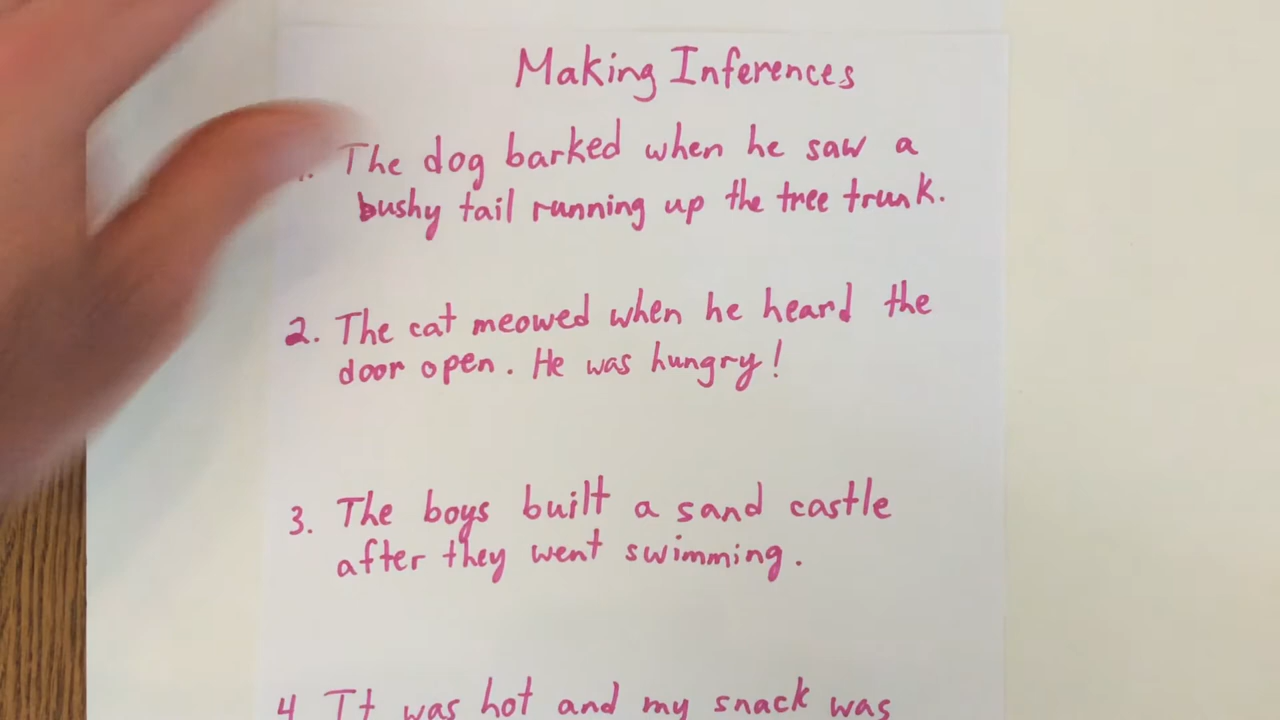 Making Inferences
1. The dog barked when he saw a
bushy tail running up the tree trunk.
2. The cat meowed when he heard the
door open. He was hungry!
3. The boys built a sand castle
after they went swimming.
4 It was hot and my snack was